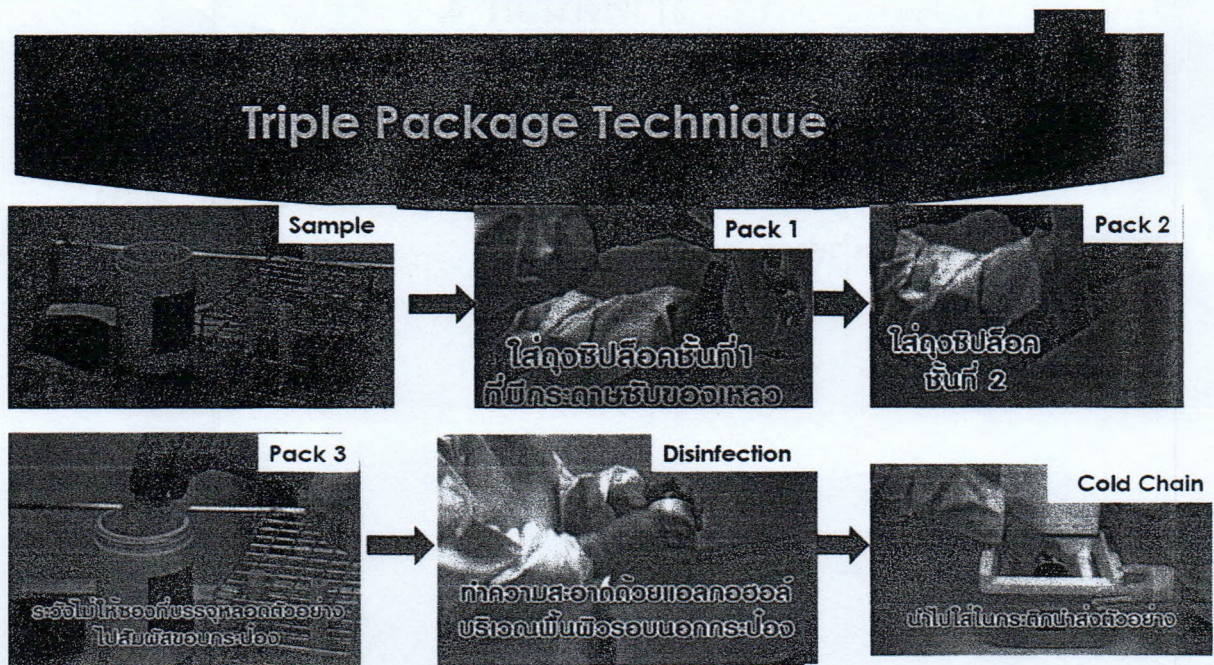 Triple Package Technique
Sample
Pack 1
ใส่ถุงซิปล็อคชั้นที่1
ที่มีกระดาษซับของเหลว
Pack 2
ใส่ถุงซิปล็อค
ชั้นที่ 2
Pack 3
ระวังไม่ให้ซองที่บรรจุหลอดตัวอย่าง
ไปสัมผัสขอบกระป๋อง
Disinfection
ทำความสะอาดด้วยแอลกอฮอล์
บริเวณพื้นผิวรอบนอกกระป๋อง
Cold Chain
นำไปใส่ในกระติกนำส่งตัวอย่าง